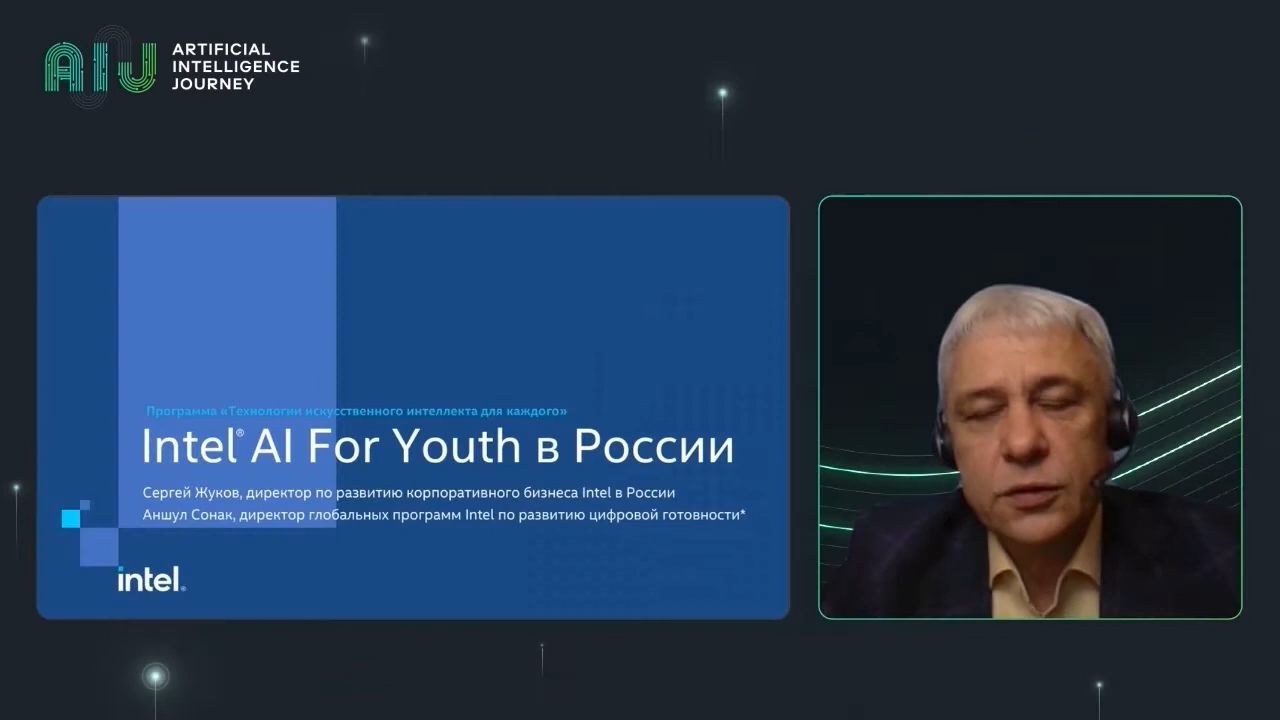 AIJ
ARTIFICIAL
INTELLIGENCE
JOURNEY
Программа «Технологии искусственного интеллекта для каждого»
Intel® AI For Youth в России
Сергей Жуков, директор по развитию корпоративного бизнеса Intel в России
Аншул Сонак, директор глобальных программ Intel по развитию цифровой готовности*
intel®